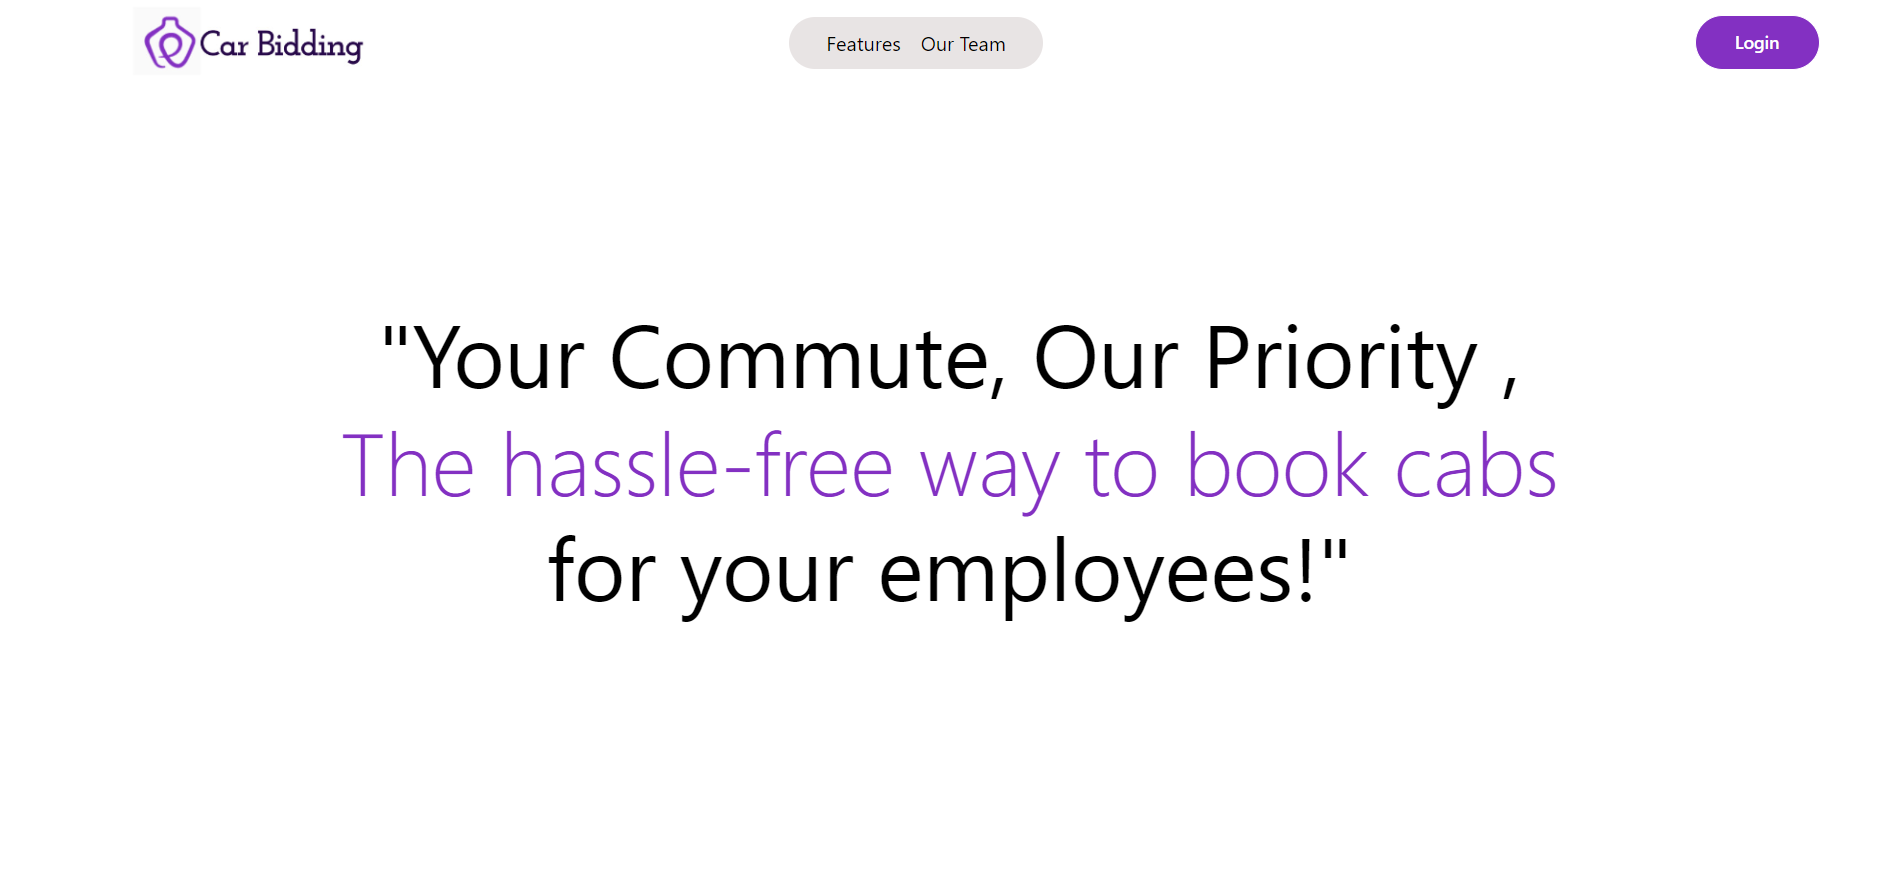 Car Bidding
Features Our Team
Login
"Your Commute, Our Priority ,
The hassle-free way to book cabs
for your employees!"